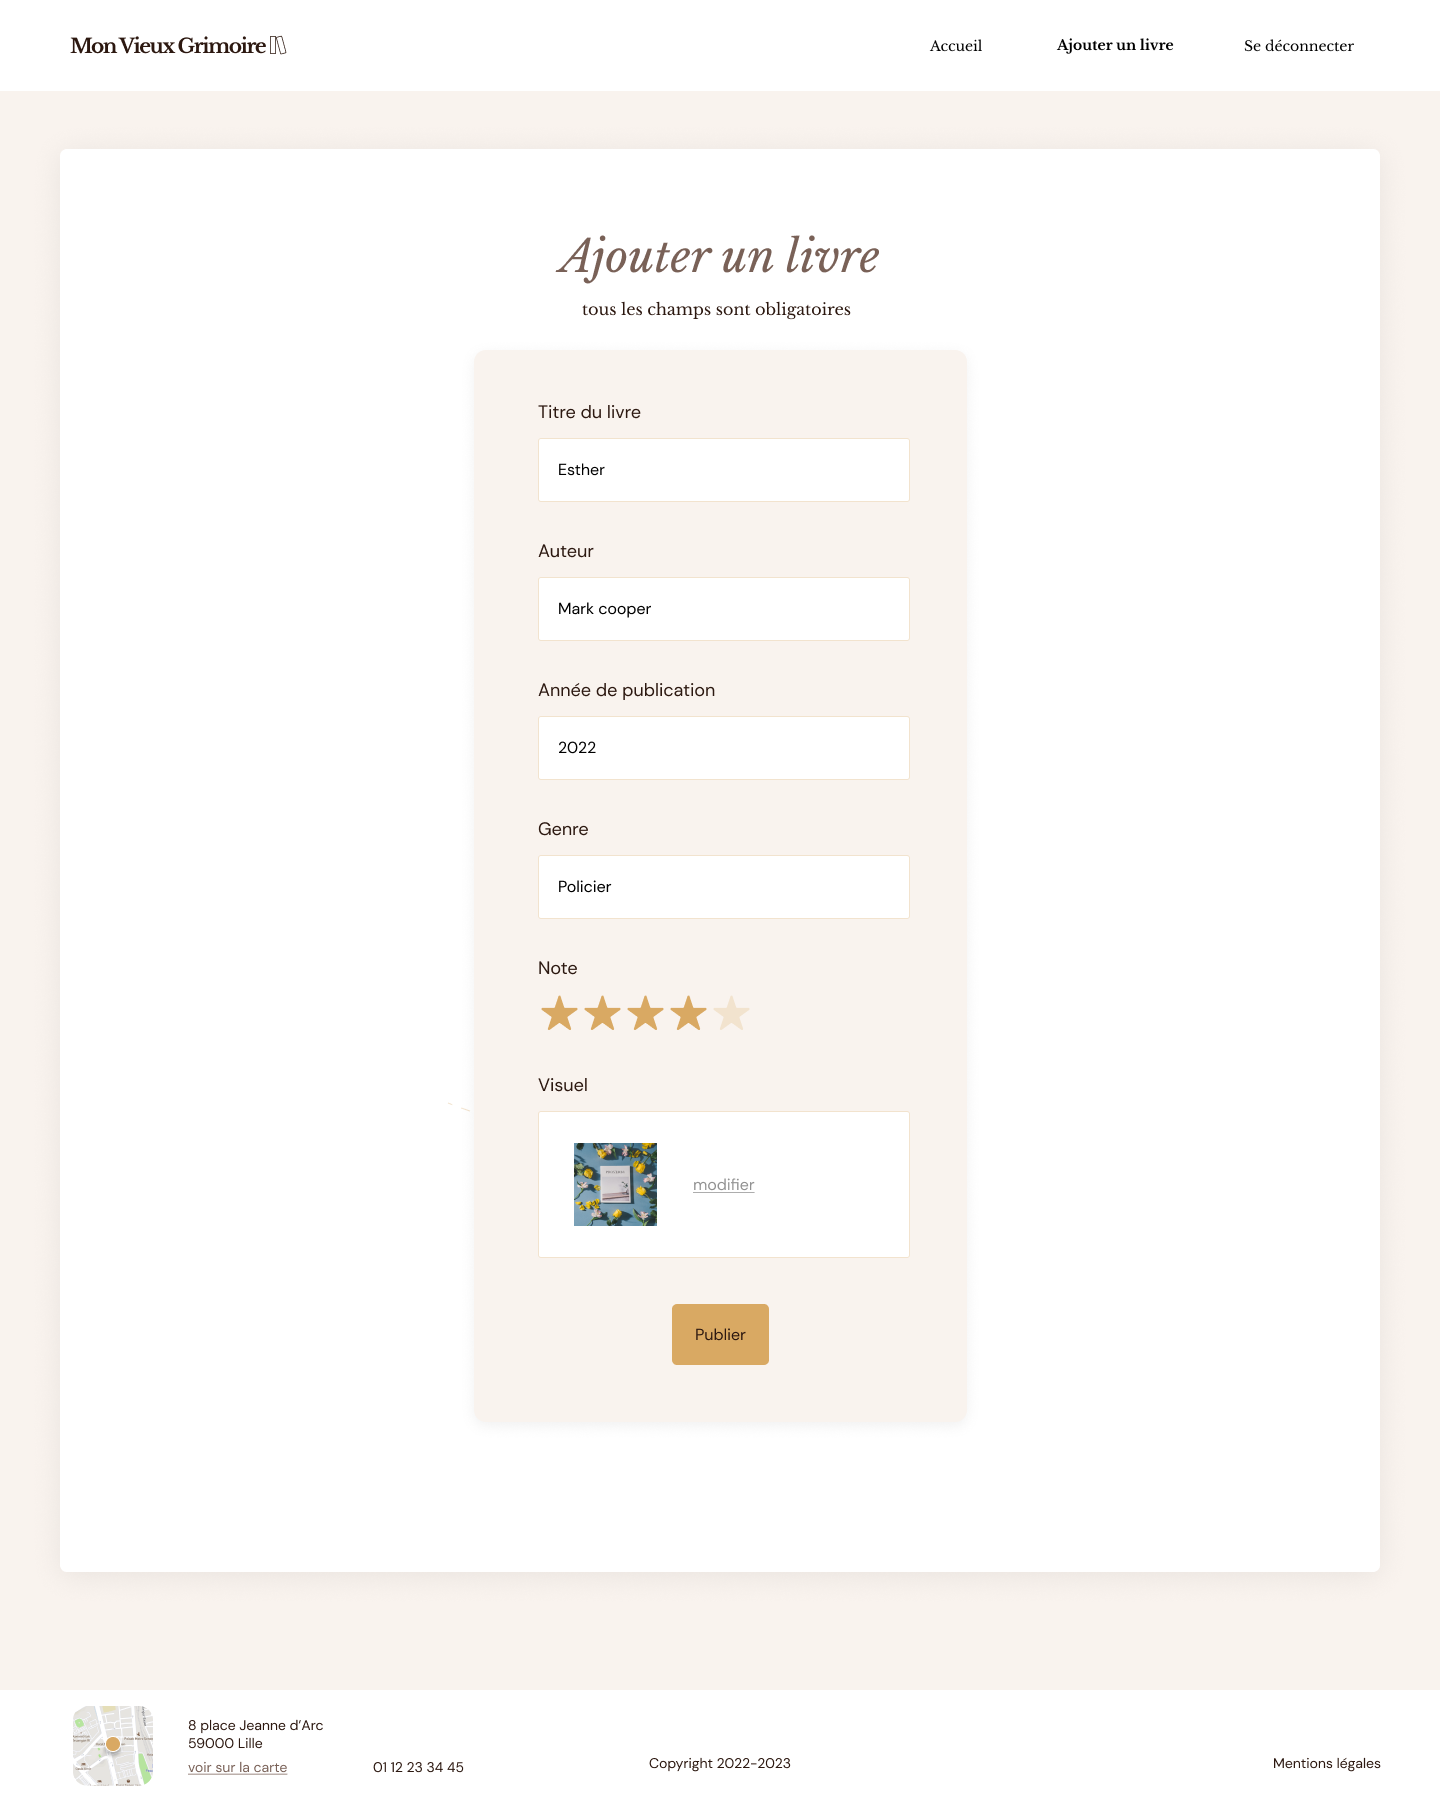 Mon Vieux Grimoire
Accueil
Ajouter un livre
Se déconnecter
Ajouter un livre
tous les champs sont obligatoires
Titre du livre
Esther
Auteur
Mark cooper
Année de publication
2022
Genre
Policier
Note
Visuel
modifier
Publier
8 place Jeanne d’Arc
59000 Lille
voir sur la carte
01 12 23 34 45
Copyright 2022-2023
Mentions légales